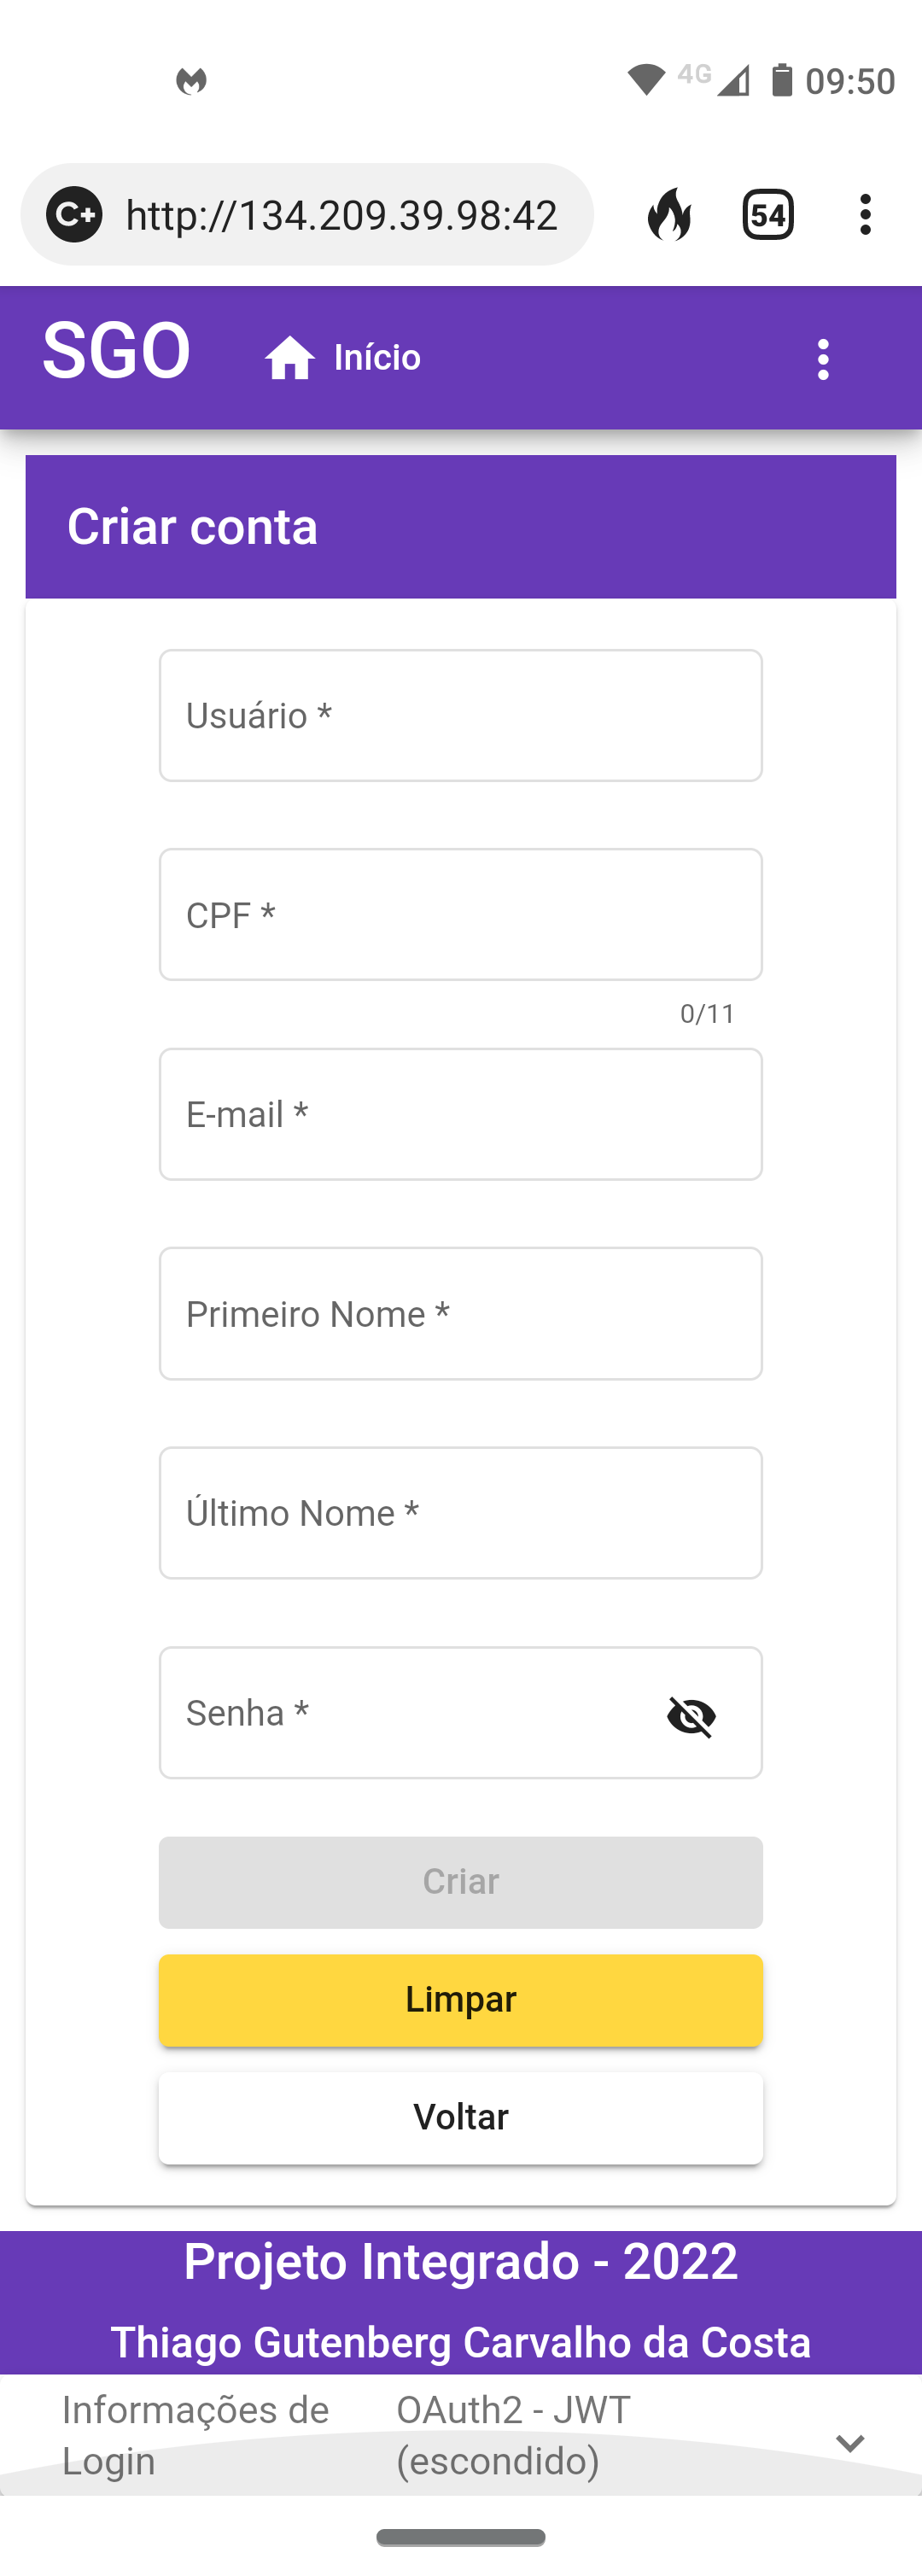 4G 09:50
C+ http://134.209.39.98:42 54
SGO Início
Criar conta
Usuário *
CPF *
0/11
E-mail *
Primeiro Nome *
Último Nome *
Senha *
Criar
Limpar
Voltar
Projeto Integrado - 2022
Thiago Gutenberg Carvalho da Costa
Informações de Login
OAuth2 - JWT (escondido)